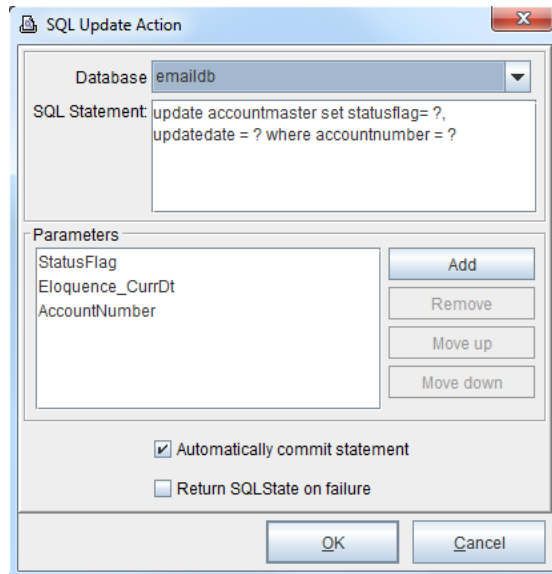 SQL Update Action
Database emaildb
SQL Statement: update accountmaster set statusflag= ?,
updatedate = ? where accountnumber = ?
Parameters
StatusFlag
Eloquence_CurrDt
AccountNumber
Add
Remove
Move up
Move down
Automatically commit statement
Return SQLState on failure
OK
Cancel